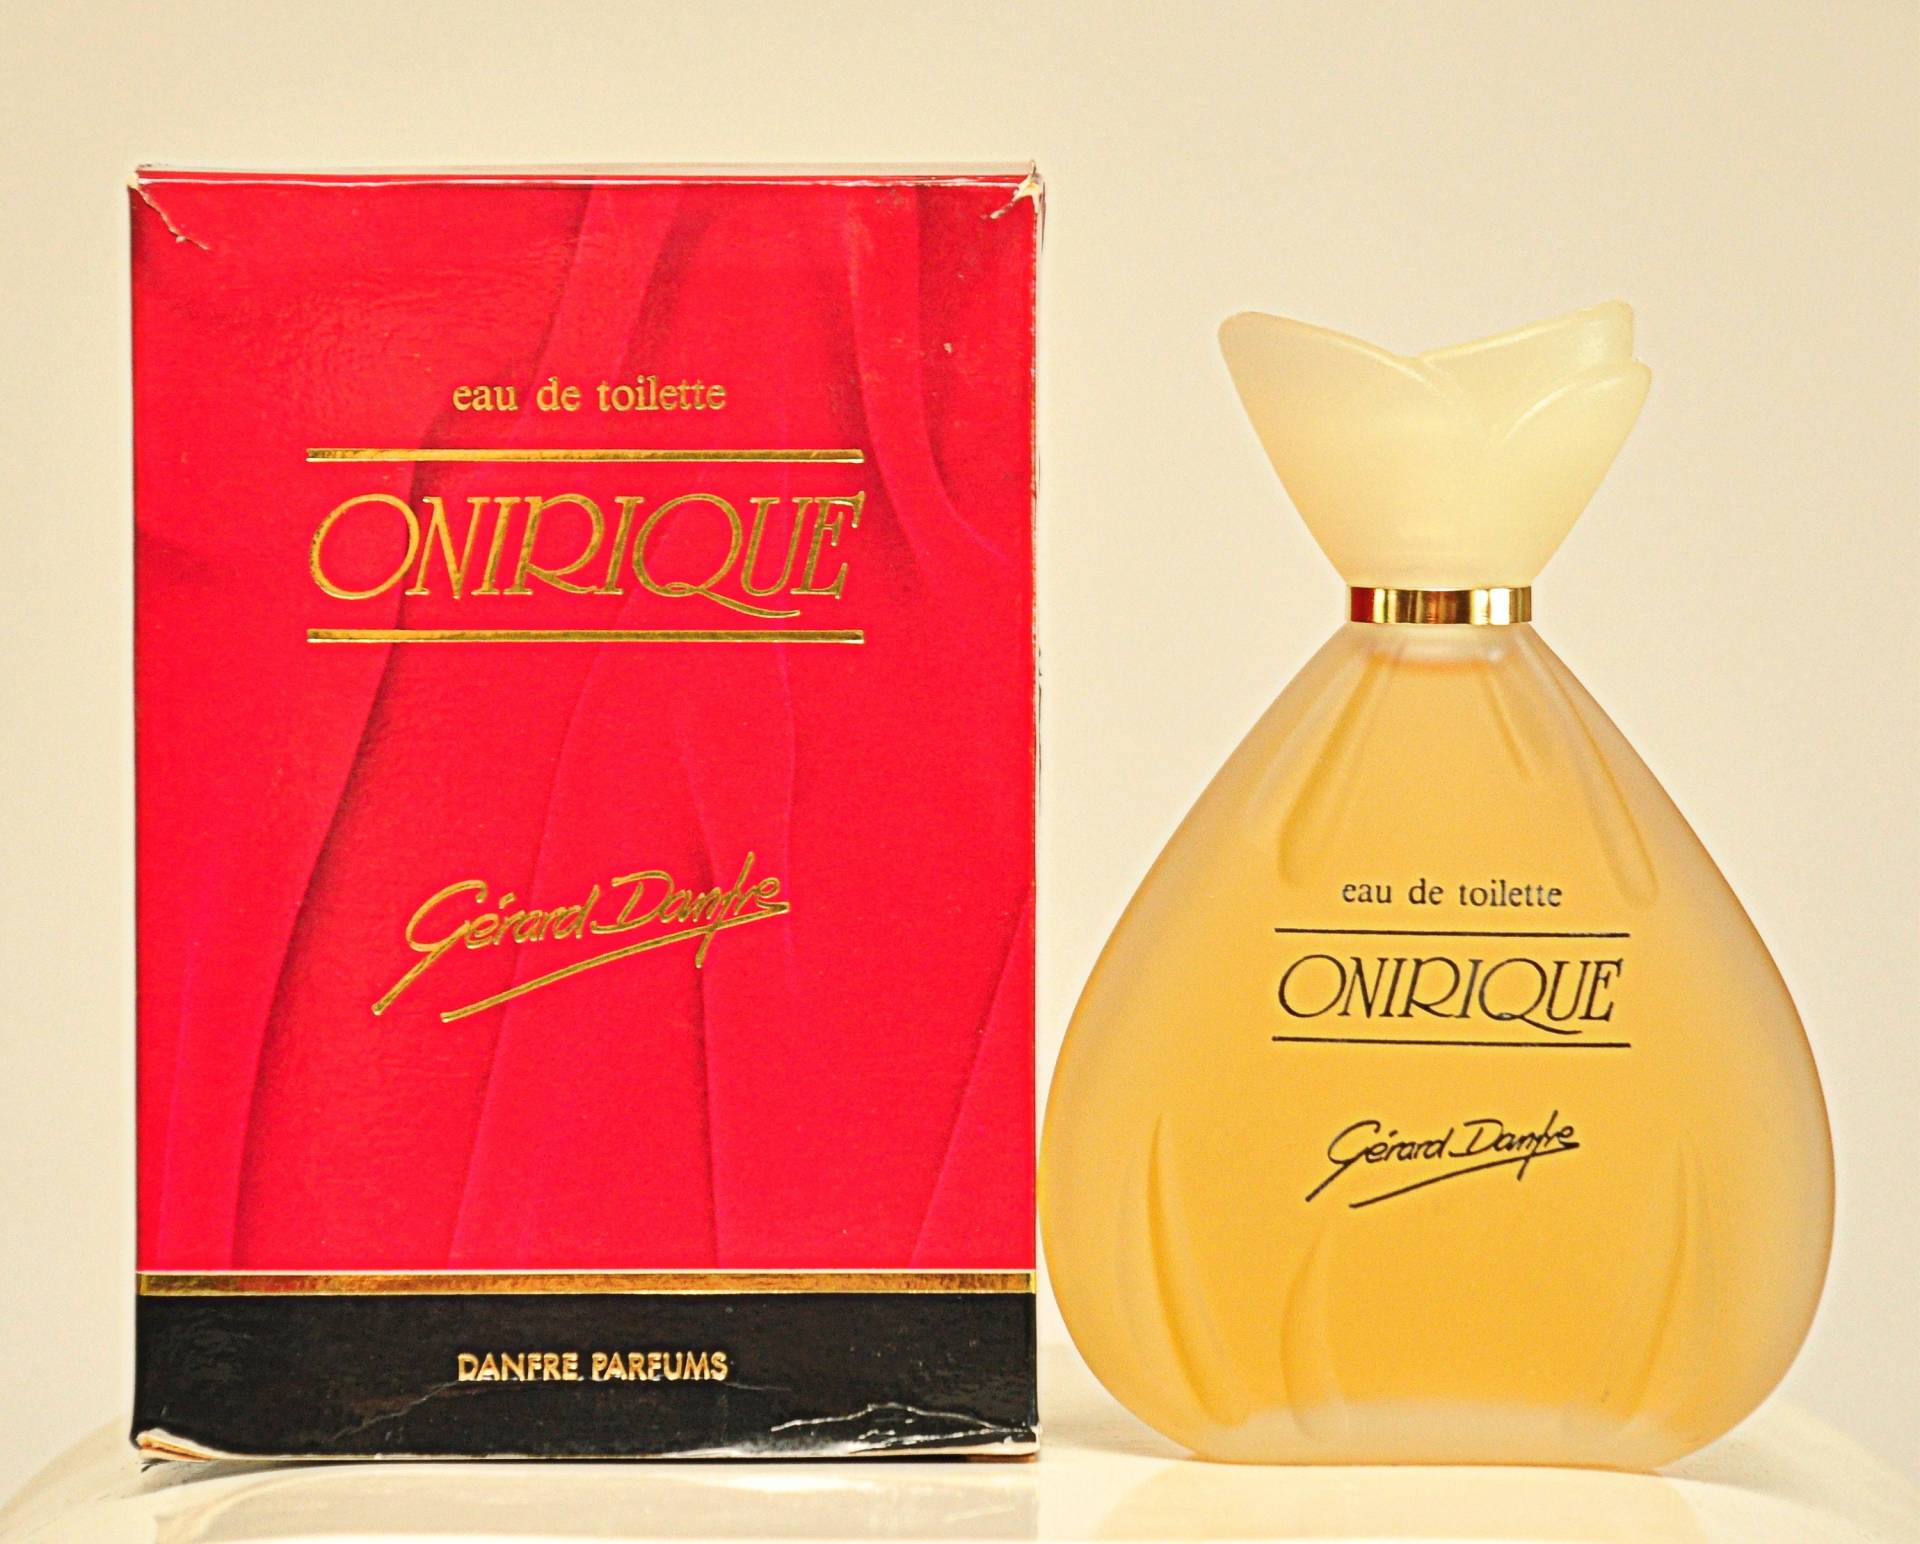 eau de toilette
ONIRIQUE
Gérard Danfre
DANFRE PARFUMS
eau de toilette
ONIRIQUE
Gérard Danfre